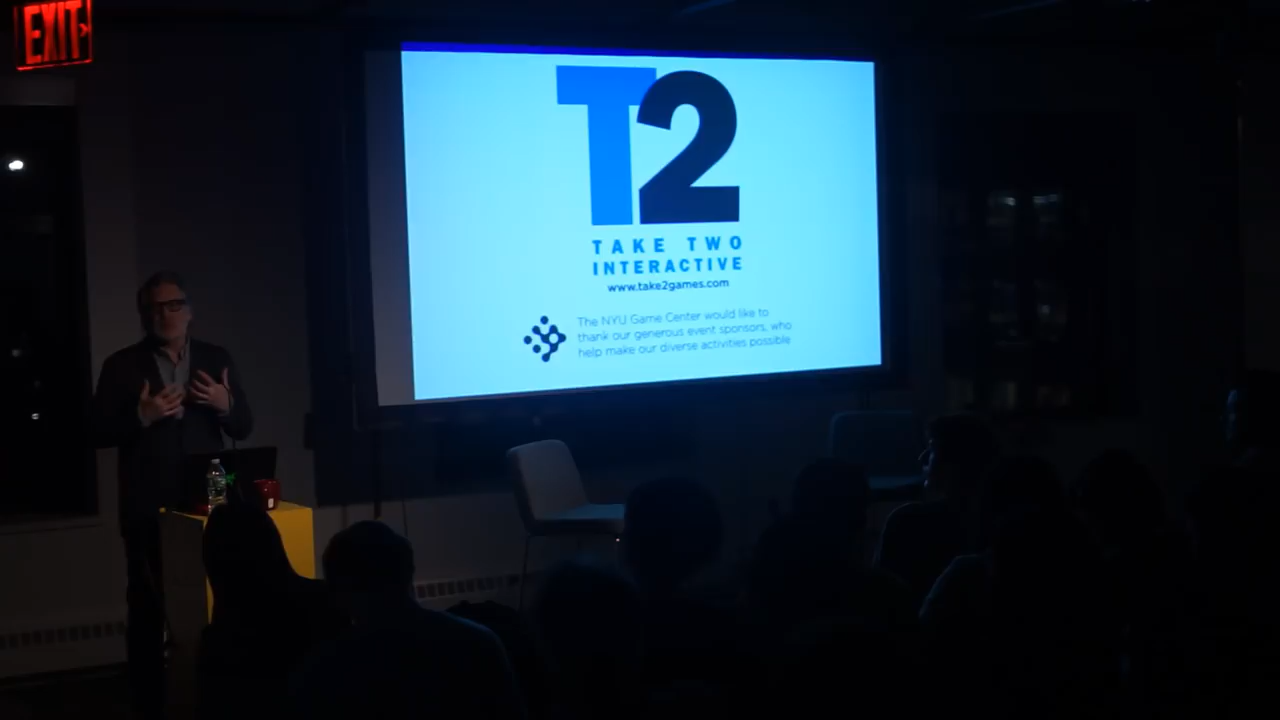 EXIT
T2
TAKE TWO
INTERACTIVE
www.take2games.com
The NYU Game Center would like to
thank our generous event sponsors, who
help make our diverse activities possible